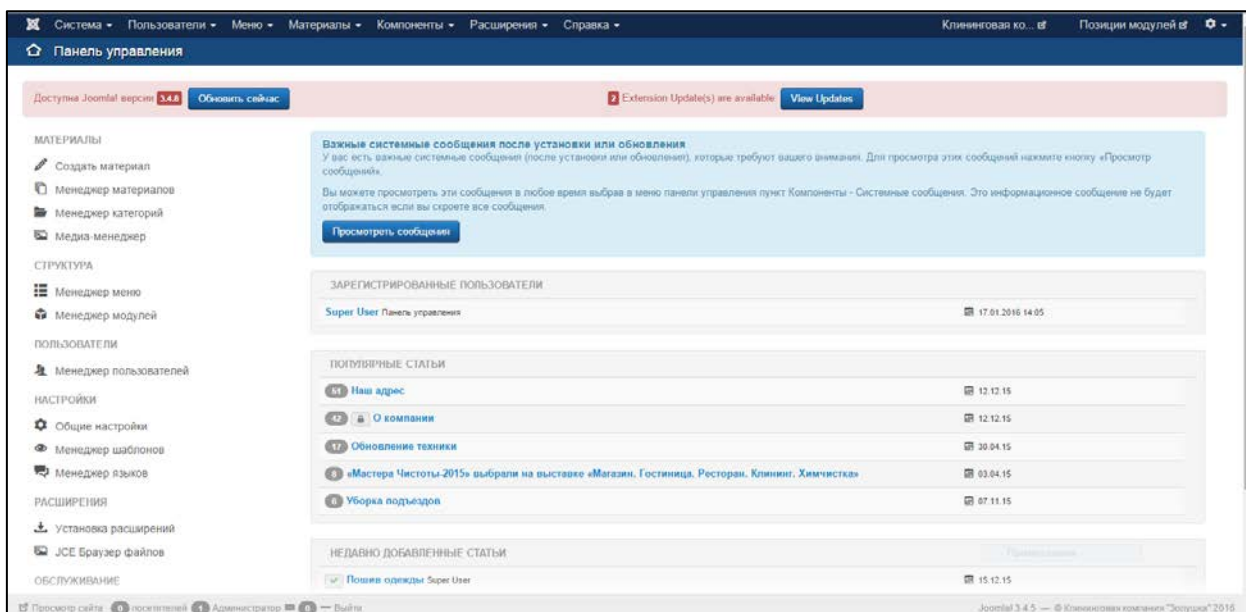 Система Пользователи Меню Материалы Компоненты Расширения Справка Клининговая ко... Позиции модулей
Панель управления
Доступна Joomla! версии 3.4.8 Обновить сейчас 2 Extension Update(s) are available View Updates
МАТЕРИАЛЫ
Создать материал
Менеджер материалов
Менеджер категорий
Медиа-менеджер
СТРУКТУРА
Менеджер меню
Менеджер модулей
ПОЛЬЗОВАТЕЛИ
Менеджер пользователей
НАСТРОЙКИ
Общие настройки
Менеджер шаблонов
Менеджер языков
РАСШИРЕНИЯ
Установка расширений
JCE Браузер файлов
ОБСЛУЖИВАНИЕ
Важные системные сообщения после установки или обновления
У вас есть важные системные сообщения (после установки или обновления), которые требуют вашего внимания. Для просмотра этих сообщений нажмите кнопку «Просмотр
сообщений».
Вы можете просмотреть эти сообщения в любое время выбрав в меню панели управления пункт Компоненты - Системные сообщения. Это информационное сообщение не будет
отображаться если вы скроете все сообщения.
Просмотреть сообщения
ЗАРЕГИСТРИРОВАННЫЕ ПОЛЬЗОВАТЕЛИ
Super User Панель управления 17.01.2016 14:05
ПОПУЛЯРНЫЕ СТАТЬИ
51 Наш адрес 12.12.15
42 О компании 12.12.15
17 Обновление техники 30.04.15
«Мастера Чистоты-2015» выбрали на выставке «Магазин. Гостиница. Ресторан. Клининг. Химчистка» 03.04.15
Уборка подъездов 07.11.15
НЕДАВНО ДОБАВЛЕННЫЕ СТАТЬИ
Пошив одежды Super User 15.12.15
Просмотр сайта 0 посетителей 1 Администратор 0 — Выйти Joomla! 3.4.5 — © Клининговая компания "Золушка" 2016